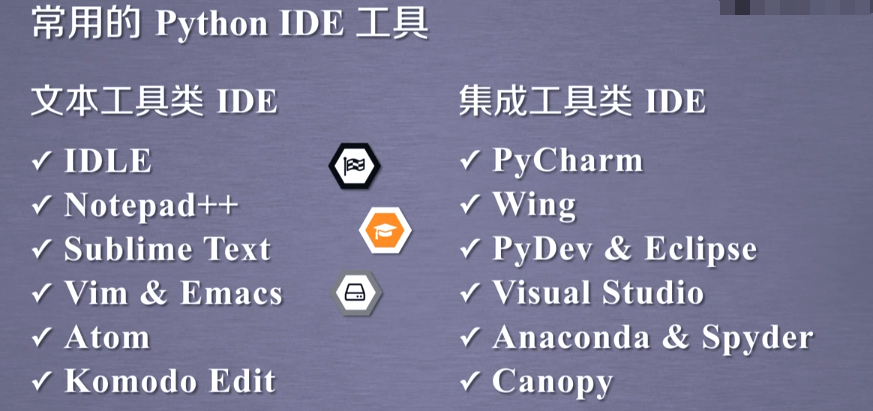 常用的 Python IDE 工具
文本工具类 IDE
✓ IDLE
✓ Notepad++
✓ Sublime Text
✓ Vim & Emacs
✓ Atom
✓ Komodo Edit
集成工具类 IDE
✓ PyCharm
✓ Wing
✓ PyDev & Eclipse
✓ Visual Studio
✓ Anaconda & Spyder
✓ Canopy